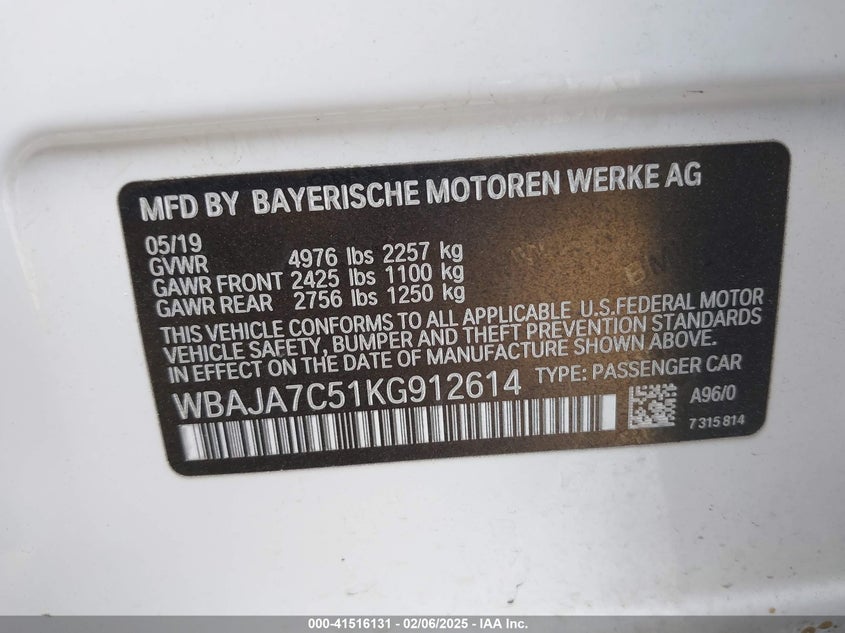 MFD BY BAYERISCHE MOTOREN WERKE AG
05/19
GVWR 4976 lbs 2257 kg
GAWR FRONT 2425 lbs 1100 kg
GAWR REAR 2756 lbs 1250 kg
THIS VEHICLE CONFORMS TO ALL APPLICABLE U.S.FEDERAL MOTOR
VEHICLE SAFETY, BUMPER AND THEFT PREVENTION STANDARDS
IN EFFECT ON THE DATE OF MANUFACTURE SHOWN ABOVE.
WBAJA7C51KG912614 TYPE: PASSENGER CAR
A96/0
7 315 814
000-41516131 - 02/06/2025 - IAA Inc.